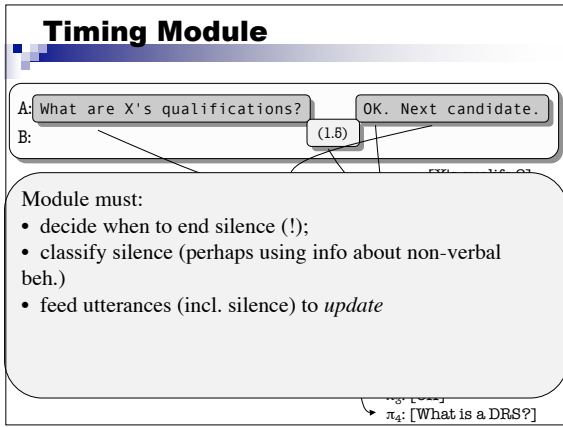 Timing Module
A: What are X's qualifications? OK. Next candidate.
B: (1.5)
Module must:
• decide when to end silence (!);
• classify silence (perhaps using info about non-verbal
beh.)
• feed utterances (incl. silence) to update
π₄: [What is a DRS?]